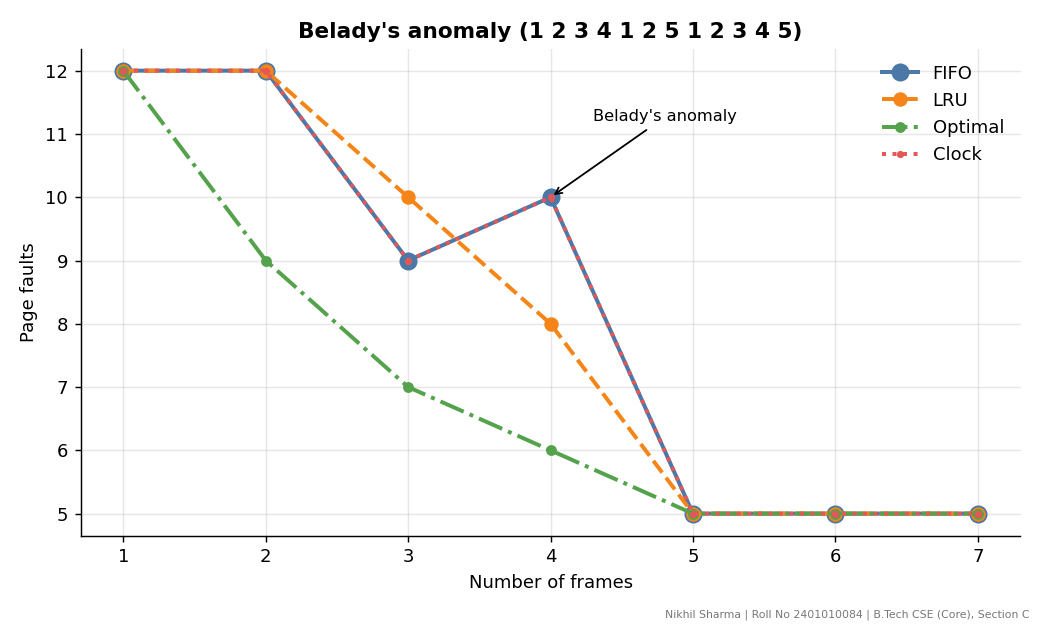 Belady's anomaly (1 2 3 4 1 2 5 1 2 3 4 5)
FIFO
LRU
Optimal
Clock
Belady's anomaly
Page faults
12
11
10
9
8
7
6
5
1 2 3 4 5 6 7
Number of frames
Nikhil Sharma | Roll No 2401010084 | B.Tech CSE (Core), Section C